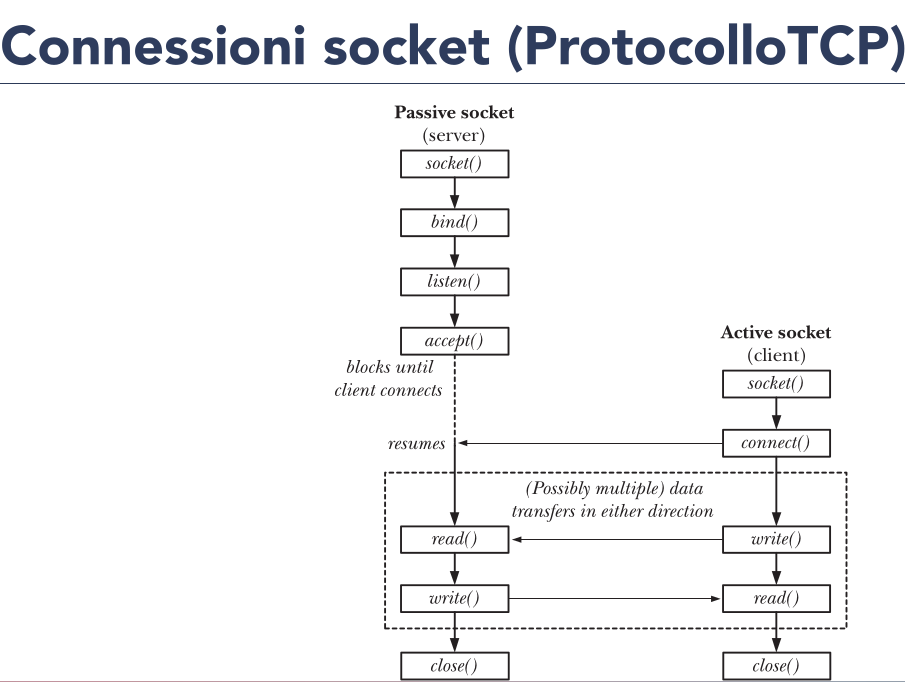 Connessioni socket (ProtocolloTCP)
Passive socket
(server)
socket()
bind()
listen()
accept()
blocks until
client connects
resumes
Active socket
(client)
socket()
connect()
(Possibly multiple) data
transfers in either direction
read()
write()
write()
read()
close()
close()